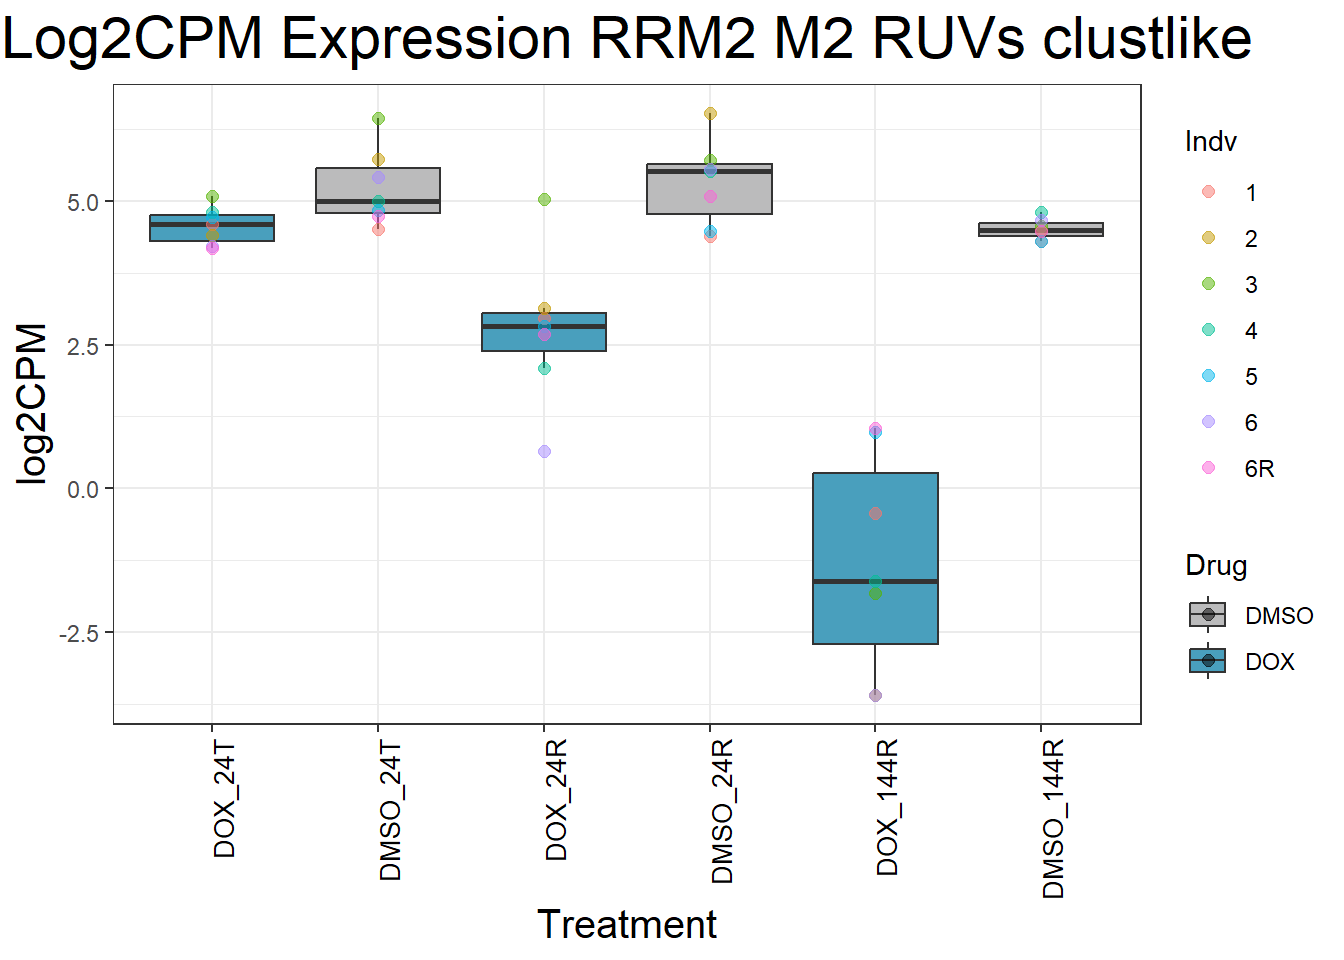 Log2CPM Expression RRM2 M2 RUVs clustlike
log2CPM
5.0
2.5
0.0
-2.5
DOX_24T
DMSO_24T
DOX_24R
DMSO_24R
DOX_144R
DMSO_144R
Treatment
Indv
1
2
3
4
5
6
6R
Drug
DMSO
DOX